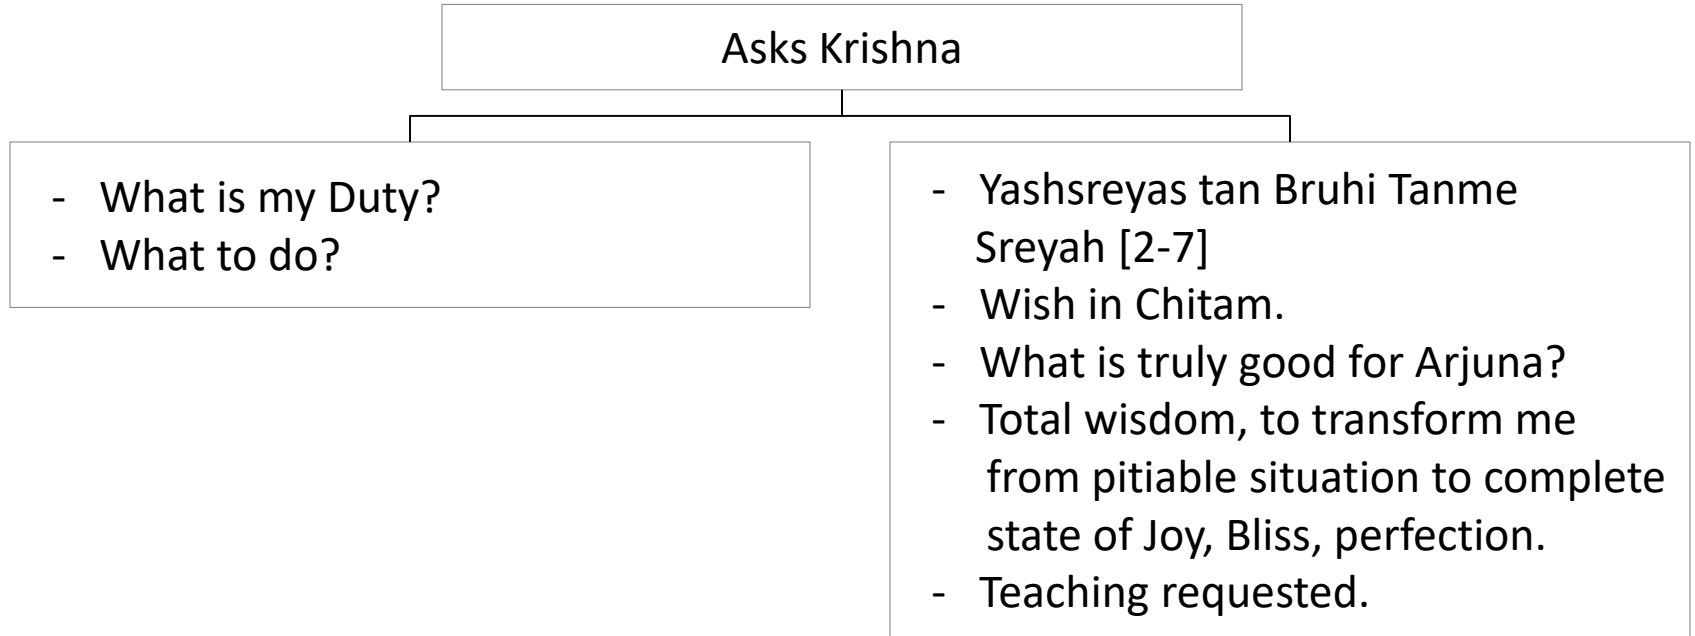 Asks Krishna
- What is my Duty?
- What to do?
- Yashsreyas tan Bruhi Tanme
Sreyah [2-7]
- Wish in Chitam.
- What is truly good for Arjuna?
- Total wisdom, to transform me
from pitiable situation to complete
state of Joy, Bliss, perfection.
- Teaching requested.